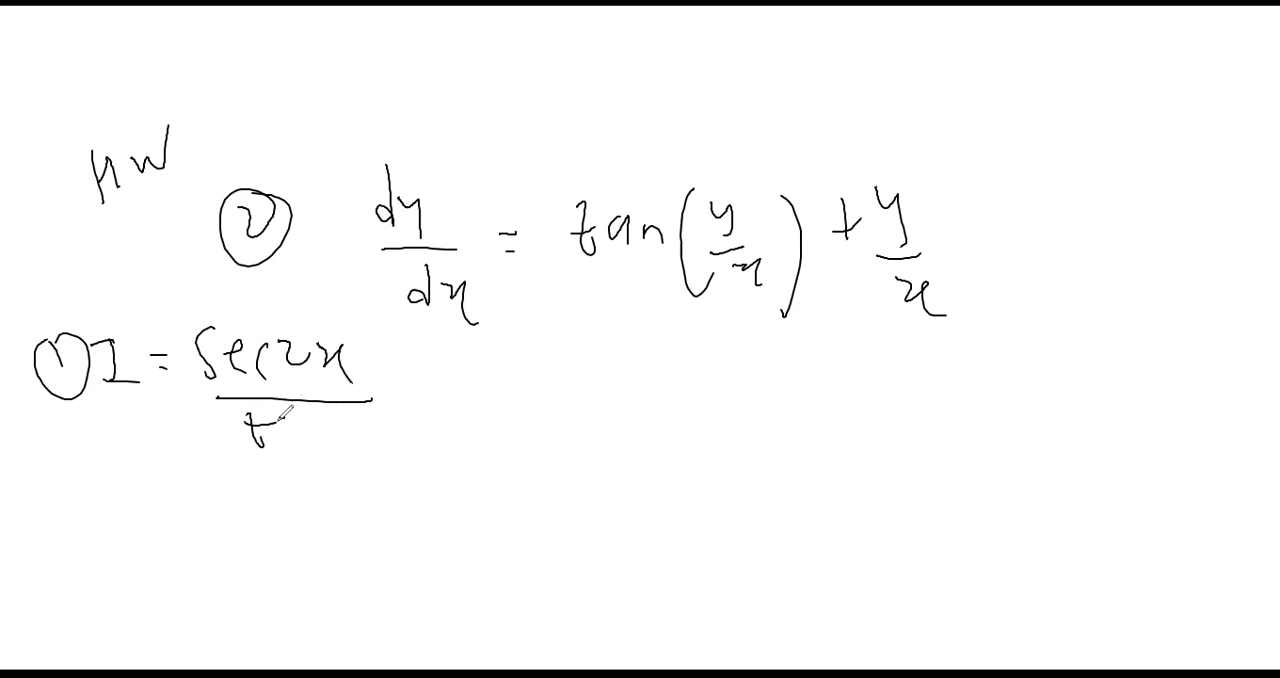 HW
② dy/dx = tan(y/x) + y/x
① I = sec2x/t